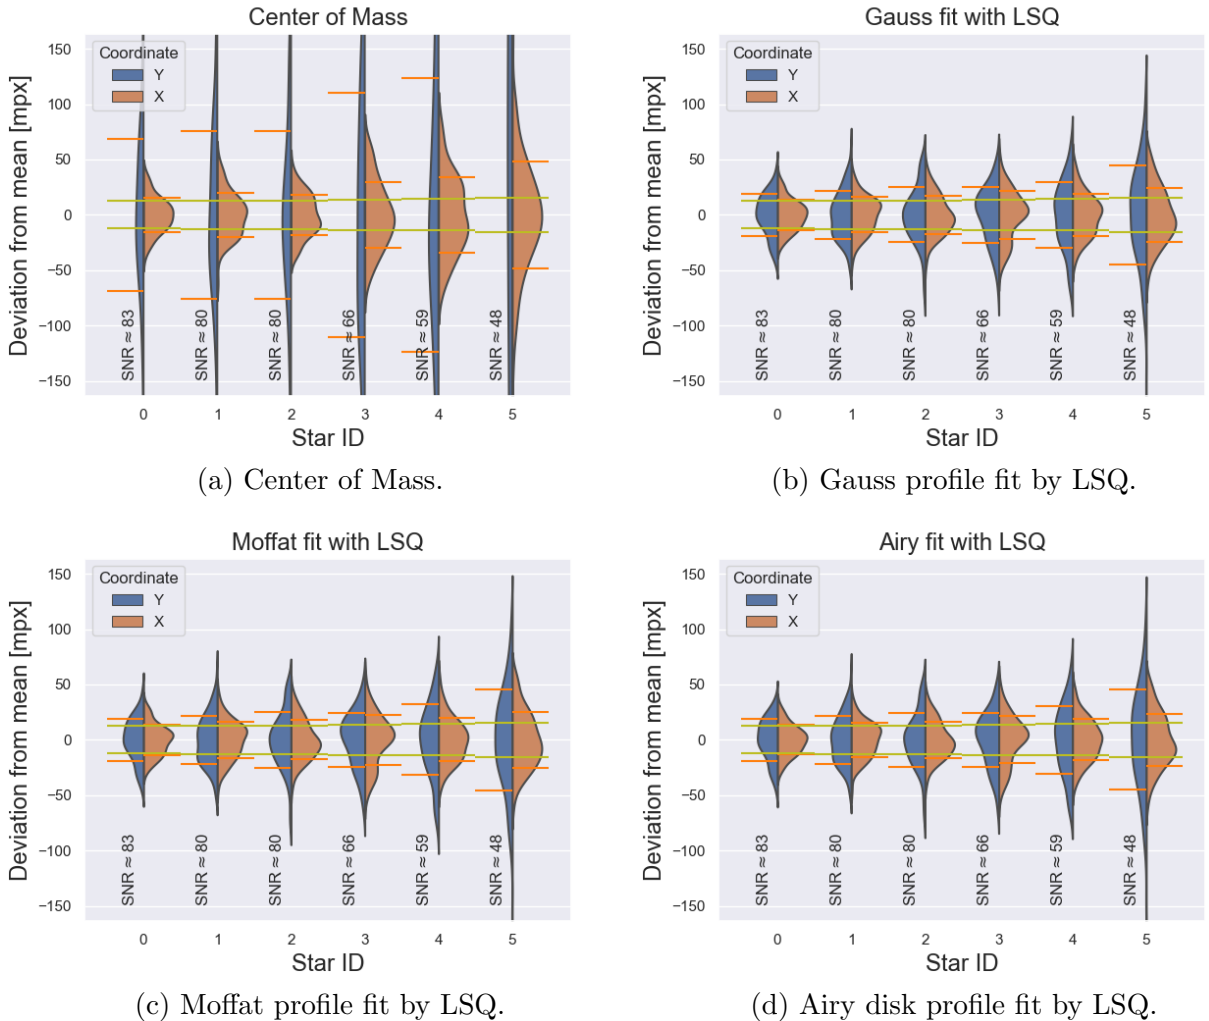 Center of Mass
Deviation from mean [mpx]
150
100
50
0
−50
−100
−150
Coordinate
Y
X
SNR ≈ 83
SNR ≈ 80
SNR ≈ 80
SNR ≈ 66
SNR ≈ 59
SNR ≈ 48
0 1 2 3 4 5
Star ID
(a) Center of Mass.
Gauss fit with LSQ
Deviation from mean [mpx]
150
100
50
0
−50
−100
−150
Coordinate
Y
X
SNR ≈ 83
SNR ≈ 80
SNR ≈ 80
SNR ≈ 66
SNR ≈ 59
SNR ≈ 48
0 1 2 3 4 5
Star ID
(b) Gauss profile fit by LSQ.
Moffat fit with LSQ
Deviation from mean [mpx]
150
100
50
0
−50
−100
−150
Coordinate
Y
X
SNR ≈ 83
SNR ≈ 80
SNR ≈ 80
SNR ≈ 66
SNR ≈ 59
SNR ≈ 48
0 1 2 3 4 5
Star ID
(c) Moffat profile fit by LSQ.
Airy fit with LSQ
Deviation from mean [mpx]
150
100
50
0
−50
−100
−150
Coordinate
Y
X
SNR ≈ 83
SNR ≈ 80
SNR ≈ 80
SNR ≈ 66
SNR ≈ 59
SNR ≈ 48
0 1 2 3 4 5
Star ID
(d) Airy disk profile fit by LSQ.